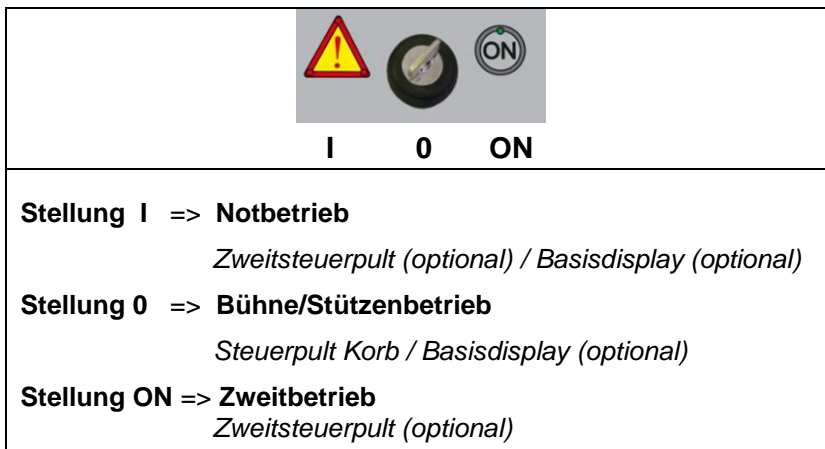 !
ON
I 0 ON
Stellung I => Notbetrieb
Zweitsteuerpult (optional) / Basisdisplay (optional)
Stellung 0 => Bühne/Stützenbetrieb
Steuerpult Korb / Basisdisplay (optional)
Stellung ON => Zweitbetrieb
Zweitsteuerpult (optional)